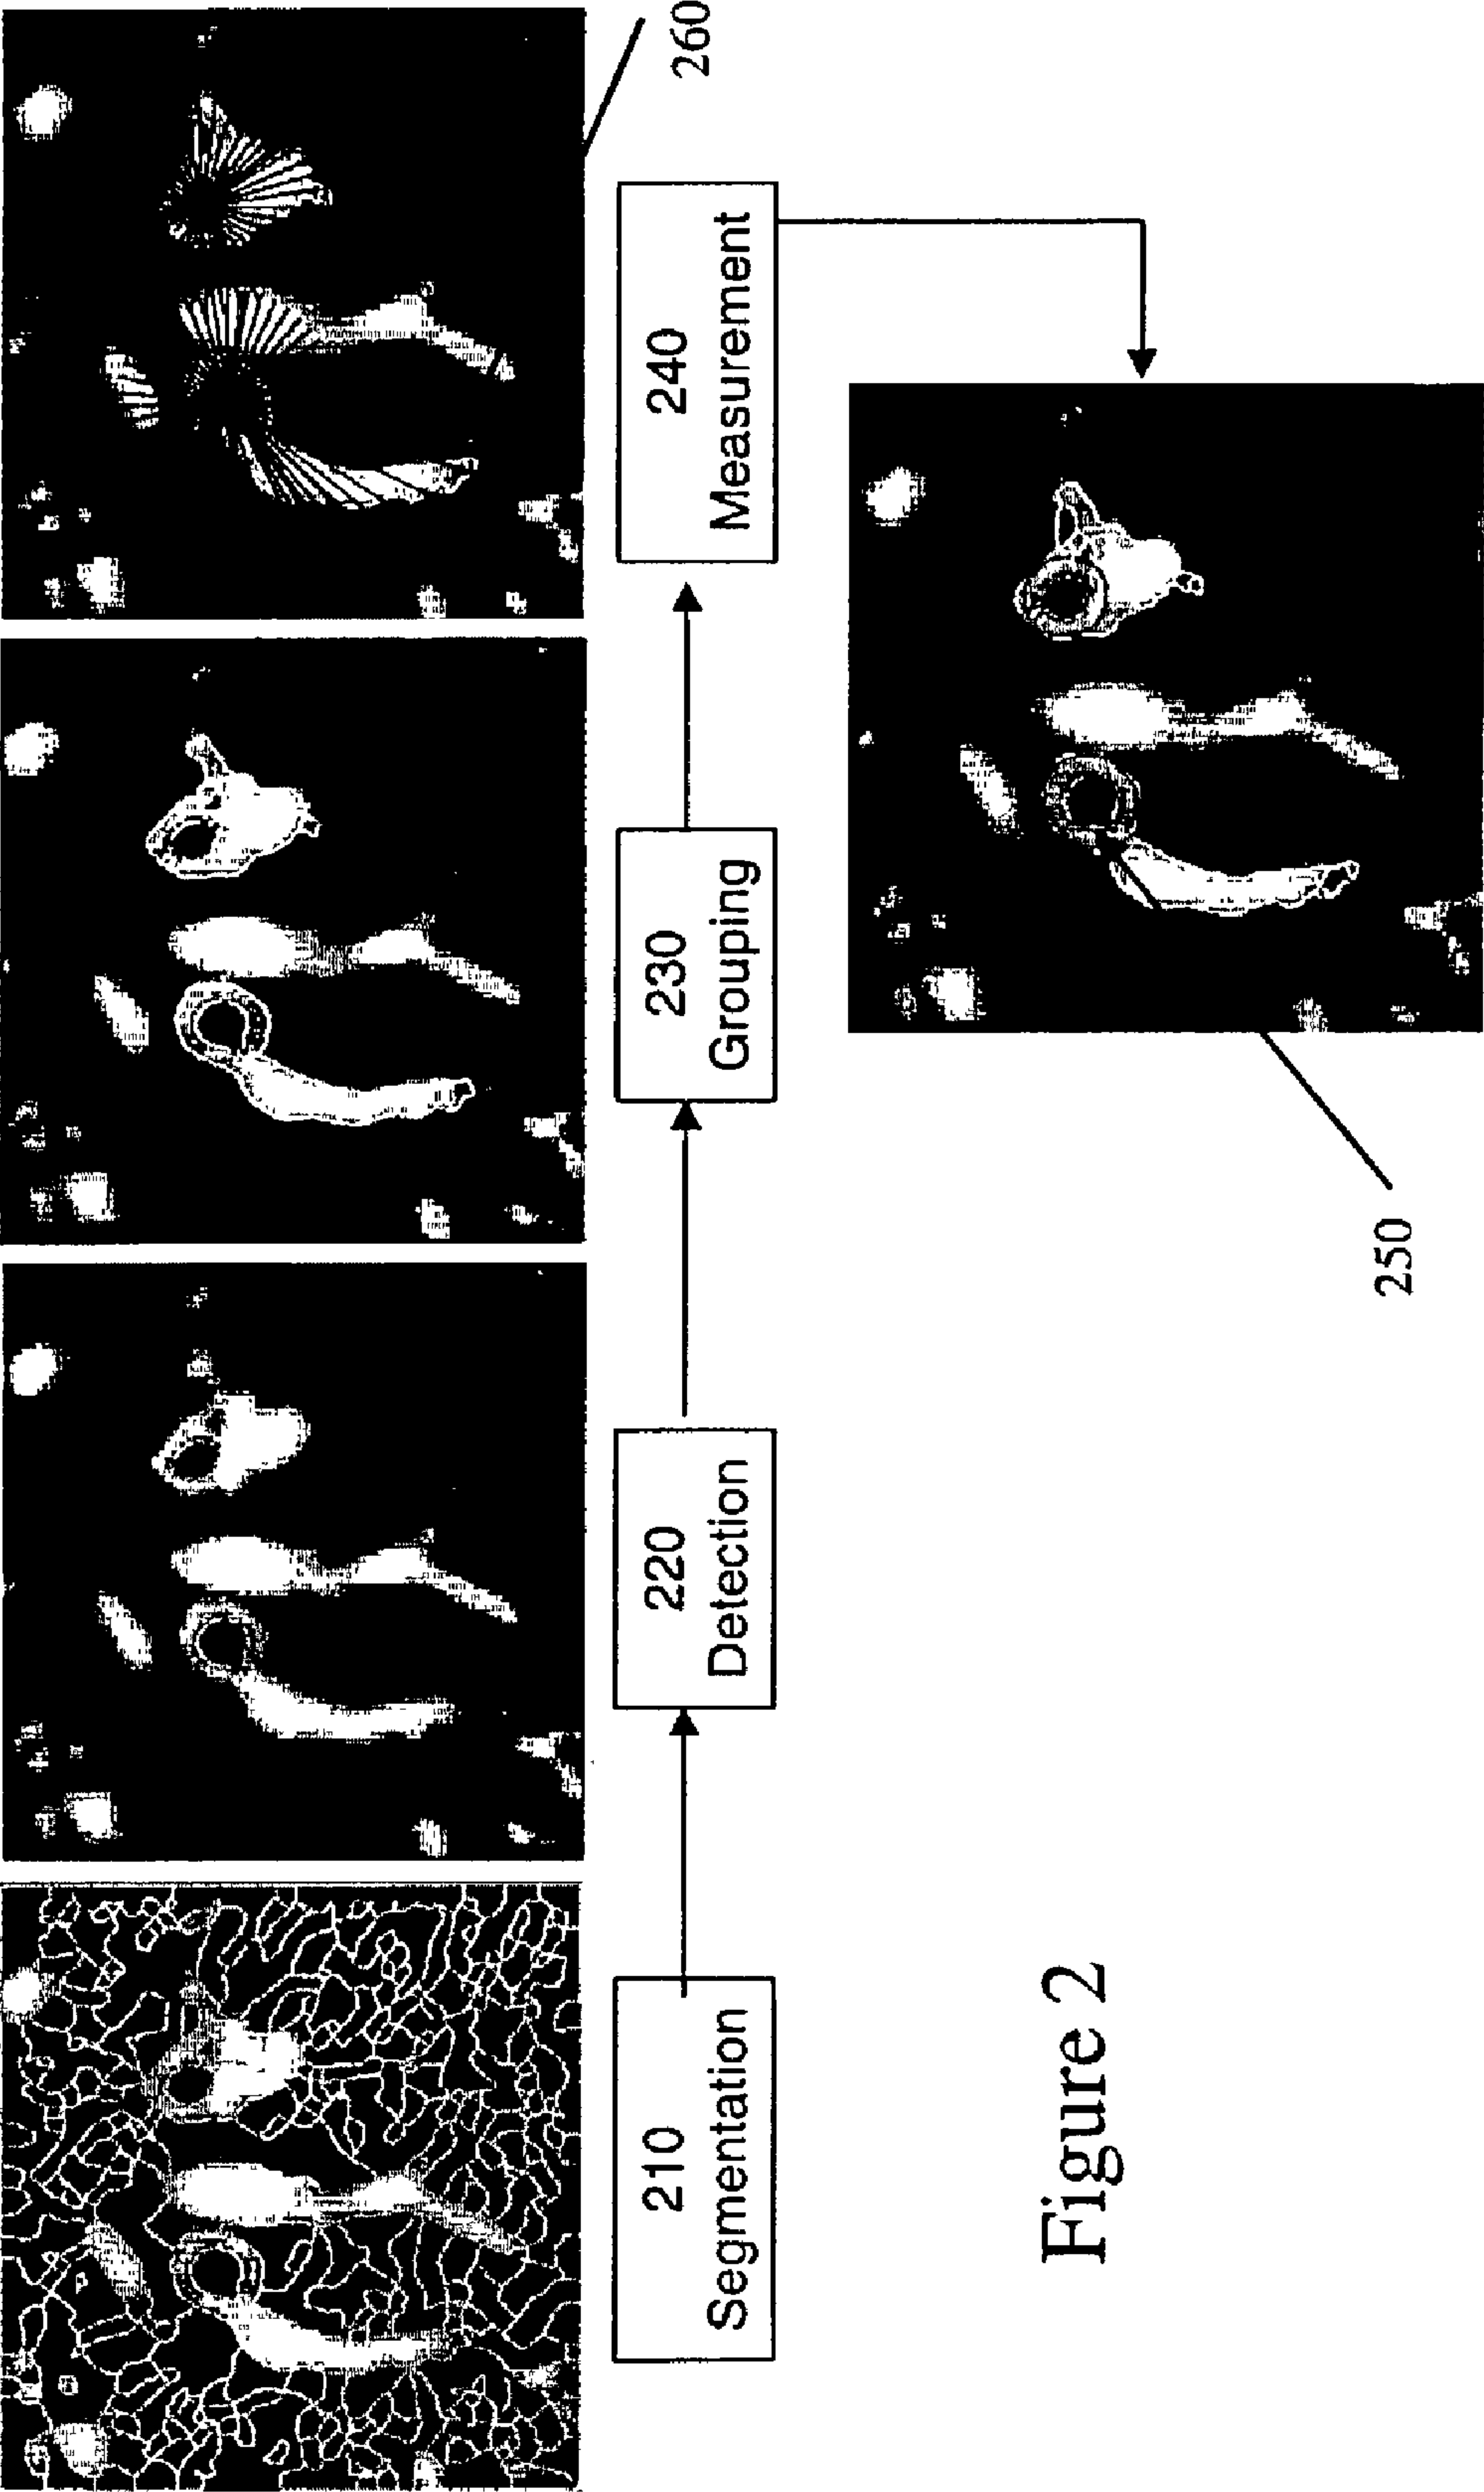 260
210
Segmentation
220
Detection
230
Grouping
240
Measurement
250
Figure 2